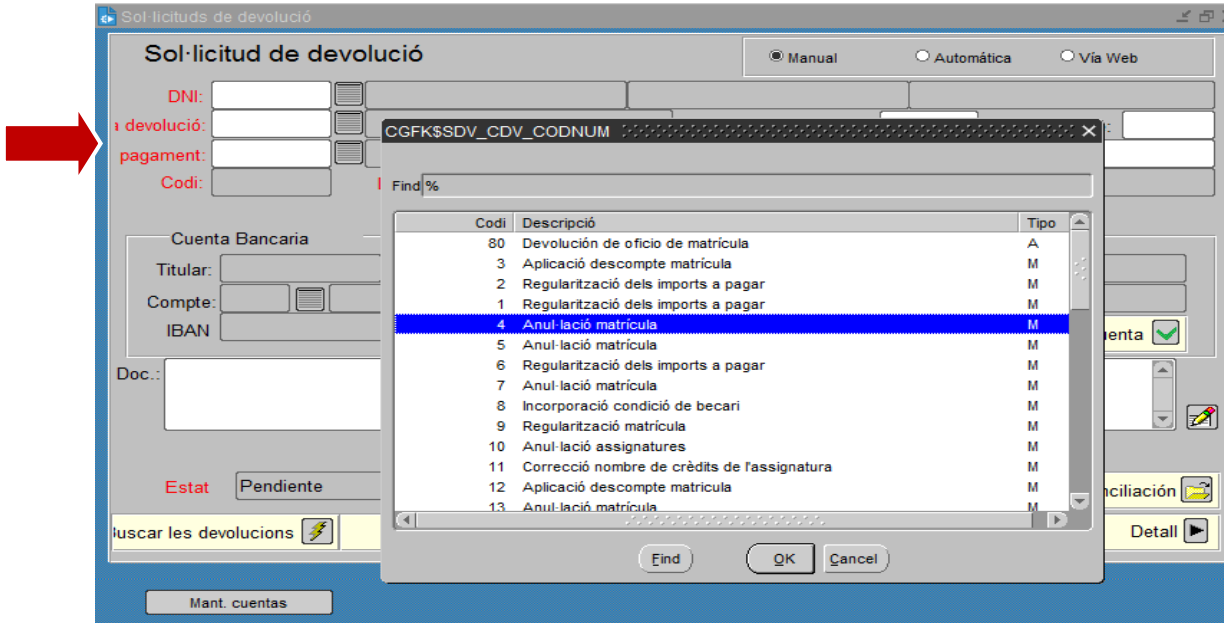 Sol·licituds de devolució
Sol·licitud de devolució
Manual Automática Vía Web
DNI:
devolució:
pagament:
Codi:
Cuenta Bancaria
Titular:
Compte:
IBAN
Doc.:
Estat Pendiente
Buscar les devolucions
Mant. cuentas
CGFK$SDV_CDV_CODNUM
Find %
Codi Descripció Tipo
80 Devolución de oficio de matrícula A
3 Aplicació descompte matrícula M
2 Regularització dels imports a pagar M
1 Regularització dels imports a pagar M
4 Anul·lació matrícula M
5 Anul·lació matrícula M
6 Regularització dels imports a pagar M
7 Anul·lació matrícula M
8 Incorporació condició de becari M
9 Regularització matrícula M
10 Anul·lació assignatures M
11 Correcció nombre de crèdits de l'assignatura M
12 Aplicació descompte matricula M
13 Anul·lació matrícula M
Find OK Cancel
Detall